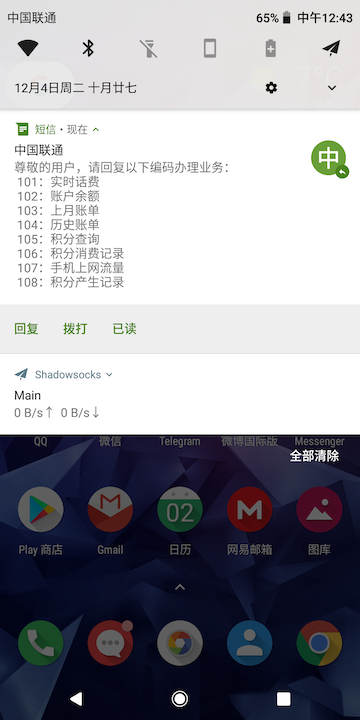 中国联通
65% 中午12:43
7°C
12月4日周二 十月廿七
短信 • 现在
中国联通
尊敬的用户，请回复以下编码办理业务：
101：实时话费
102：账户余额
103：上月账单
104：历史账单
105：积分查询
106：积分消费记录
107：手机上网流量
108：积分产生记录
中
回复 拨打 已读
Shadowsocks
Main
0 B/s↑ 0 B/s↓
QQ 微信 Telegram 微博国际版 Messenger
全部清除
02
M
Play 商店 Gmail 日历 网易邮箱 图库